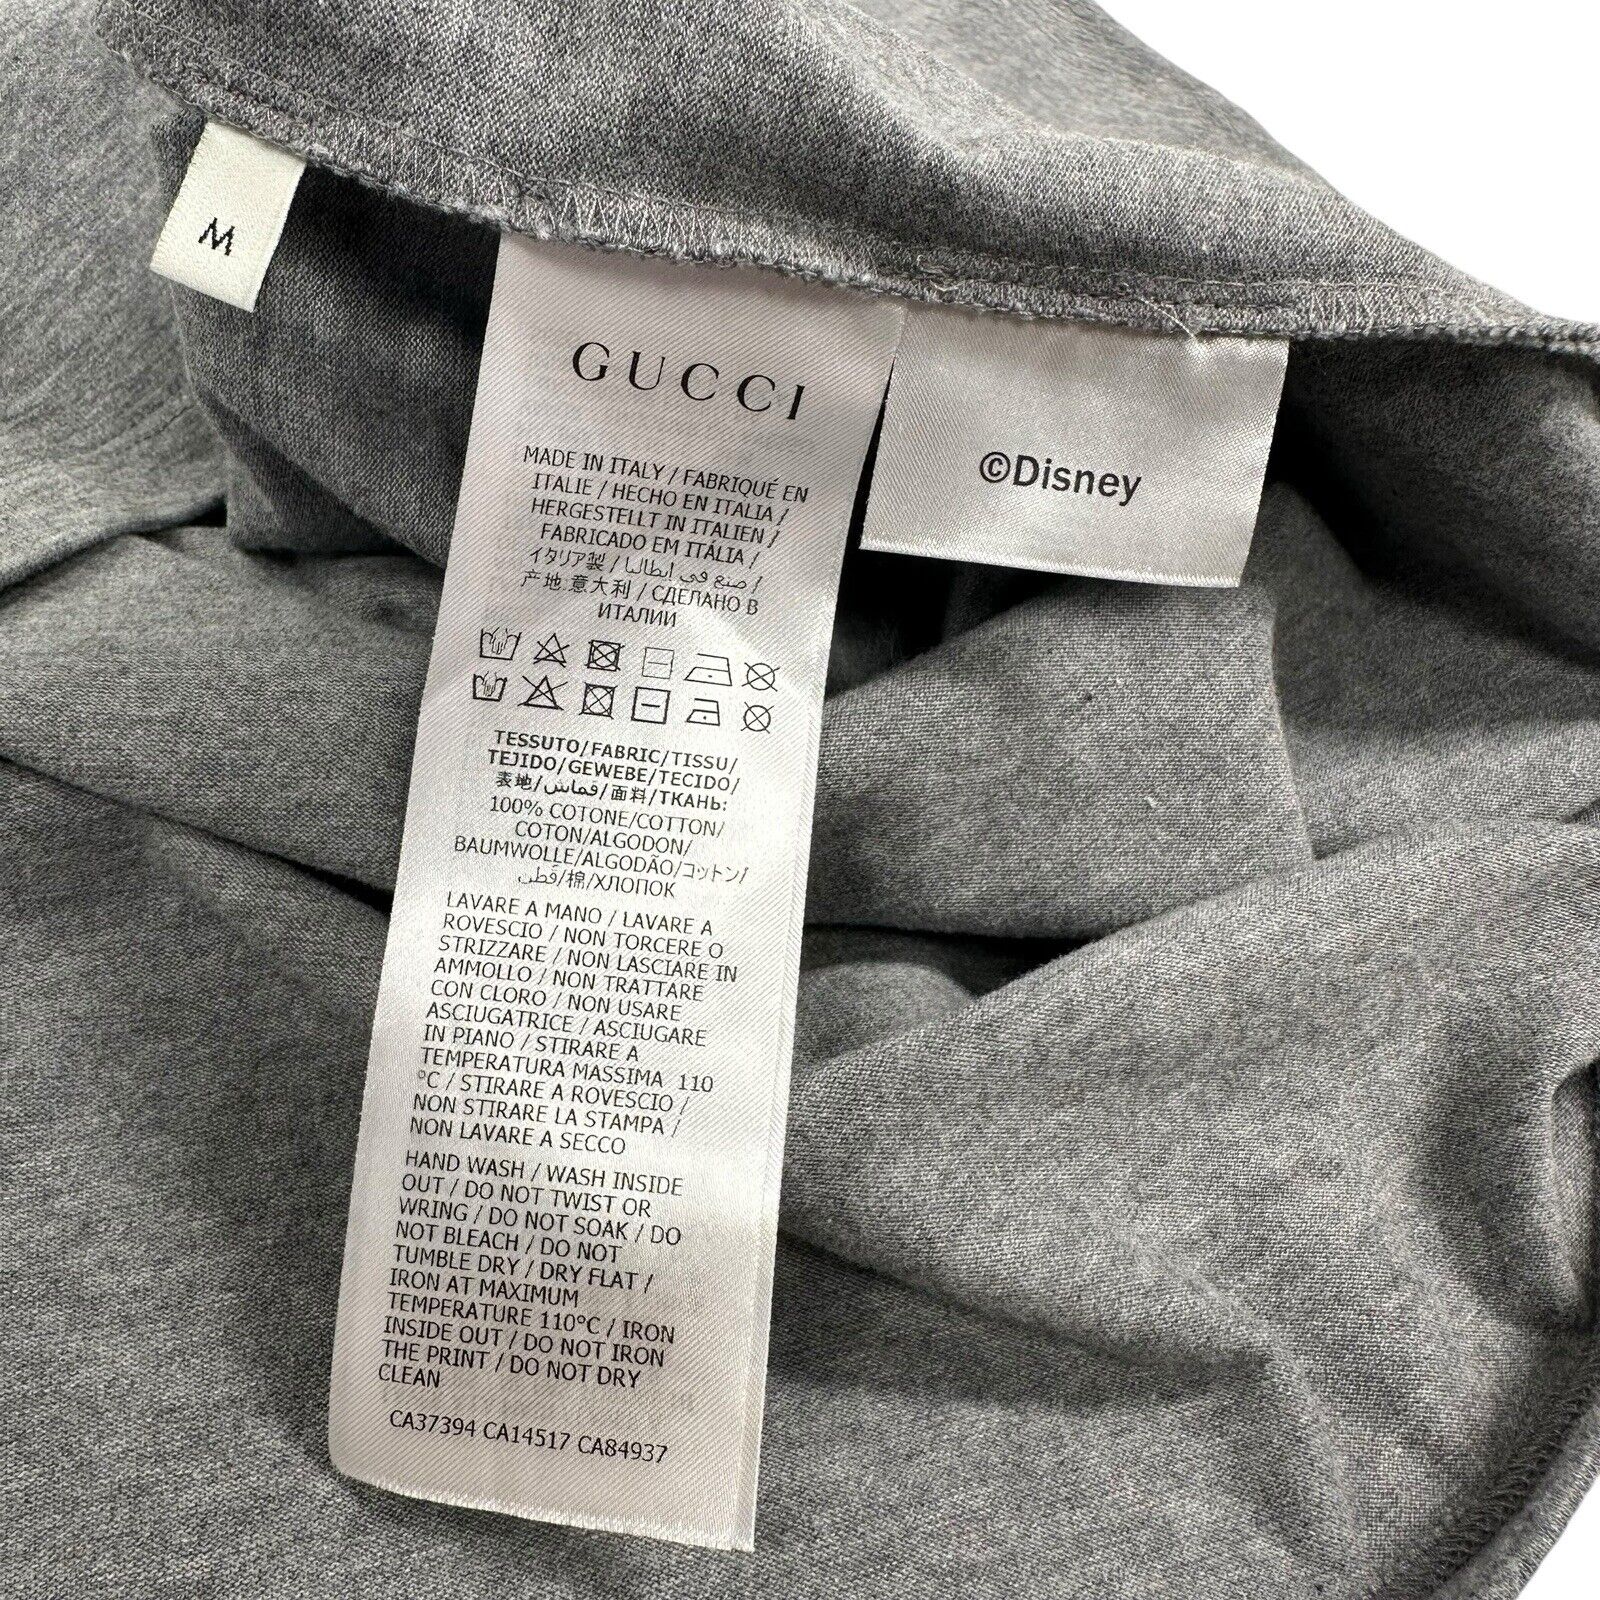 M
GUCCI
MADE IN ITALY / FABRIQUÉ EN
ITALIE / HECHO EN ITALIA /
HERGESTELLT IN ITALIEN /
FABRICADO EM ITÁLIA /
イタリア製 / صنع في ايطاليا /
产地:意大利 / СДЕЛАНО В
ИТАЛИИ
TESSUTO/FABRIC/TISSU/
TEJIDO/GEWEBE/TECIDO/
表地/قماش/面料/ТКАНЬ:
100% COTONE/COTTON/
COTON/ALGODON/
BAUMWOLLE/ALGODÃO/コットン/
قطن/棉/ХЛОПОК
LAVARE A MANO / LAVARE A
ROVESCIO / NON TORCERE O
STRIZZARE / NON LASCIARE IN
AMMOLLO / NON TRATTARE
CON CLORO / NON USARE
ASCIUGATRICE / ASCIUGARE
IN PIANO / STIRARE A
TEMPERATURA MASSIMA 110
°C / STIRARE A ROVESCIO /
NON STIRARE LA STAMPA /
NON LAVARE A SECCO
HAND WASH / WASH INSIDE
OUT / DO NOT TWIST OR
WRING / DO NOT SOAK / DO
NOT BLEACH / DO NOT
TUMBLE DRY / DRY FLAT /
IRON AT MAXIMUM
TEMPERATURE 110°C / IRON
INSIDE OUT / DO NOT IRON
THE PRINT / DO NOT DRY
CLEAN
CA37394 CA14517 CA84937
©Disney